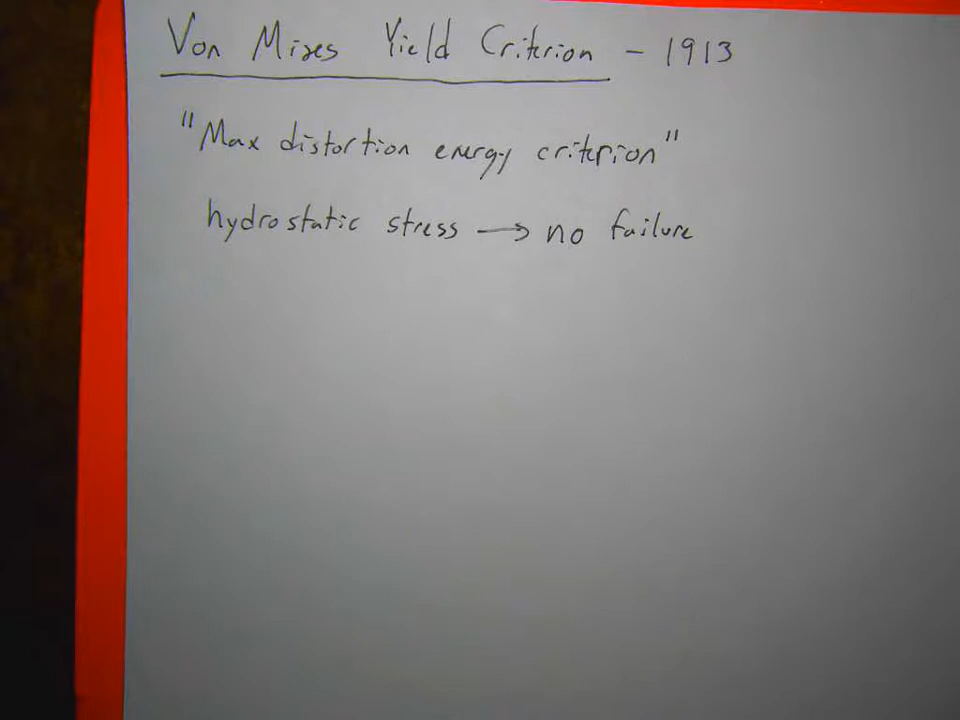 Von Mises Yield Criterion - 1913
"Max distortion energy criterion"
hydrostatic stress → no failure